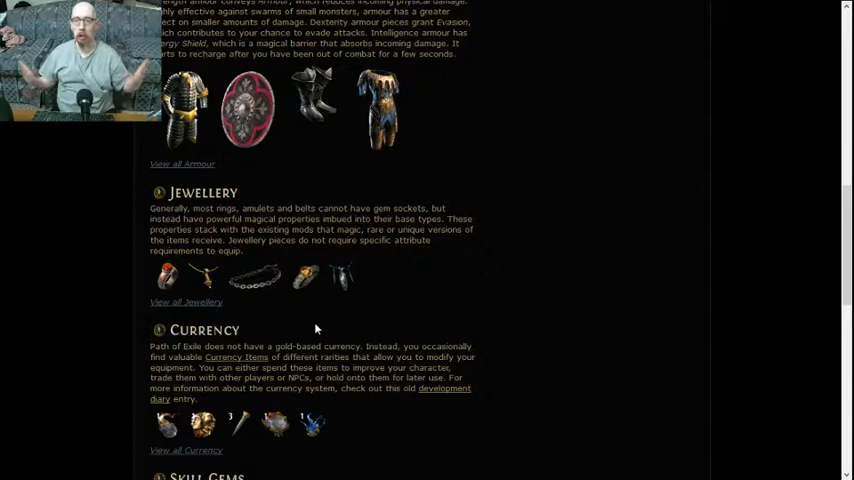 ength armour conveys Armour, which reduces incoming physical damage.
hly effective against swarms of small monsters, armour has a greater
ect on smaller amounts of damage. Dexterity armour pieces grant Evasion,
ich contributes to your chance to evade attacks. Intelligence armour has
ergy Shield, which is a magical barrier that absorbs incoming damage. It
arts to recharge after you have been out of combat for a few seconds.
View all Armour
JEWELLERY
Generally, most rings, amulets and belts cannot have gem sockets, but
instead have powerful magical properties imbued into their base types. These
properties stack with the existing mods that magic, rare or unique versions of
the items receive. Jewellery pieces do not require specific attribute
requirements to equip.
View all Jewellery
CURRENCY
Path of Exile does not have a gold-based currency. Instead, you occasionally
find valuable Currency Items of different rarities that allow you to modify your
equipment. You can either spend these items to improve your character,
trade them with other players or NPCs, or hold onto them for later use. For
more information about the currency system, check out this old development
diary entry.
3 1
View all Currency
SKILL GEMS